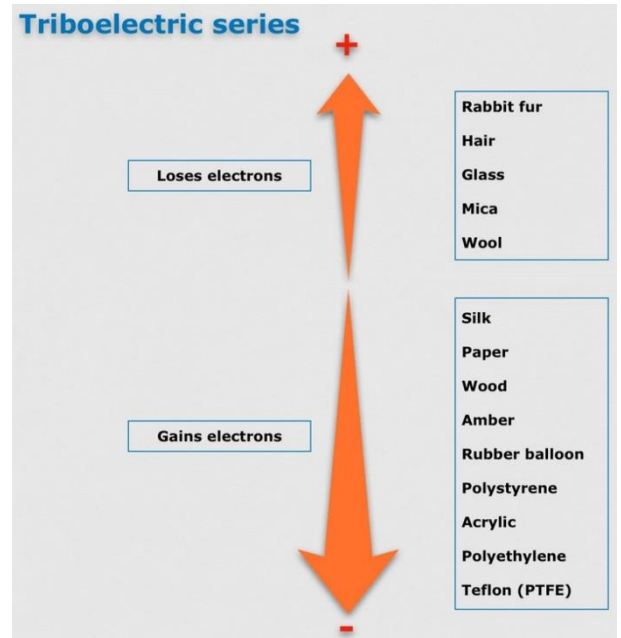 Triboelectric series
+
Rabbit fur
Hair
Glass
Mica
Wool
Loses electrons
Silk
Paper
Wood
Amber
Rubber balloon
Polystyrene
Acrylic
Polyethylene
Teflon (PTFE)
Gains electrons
-